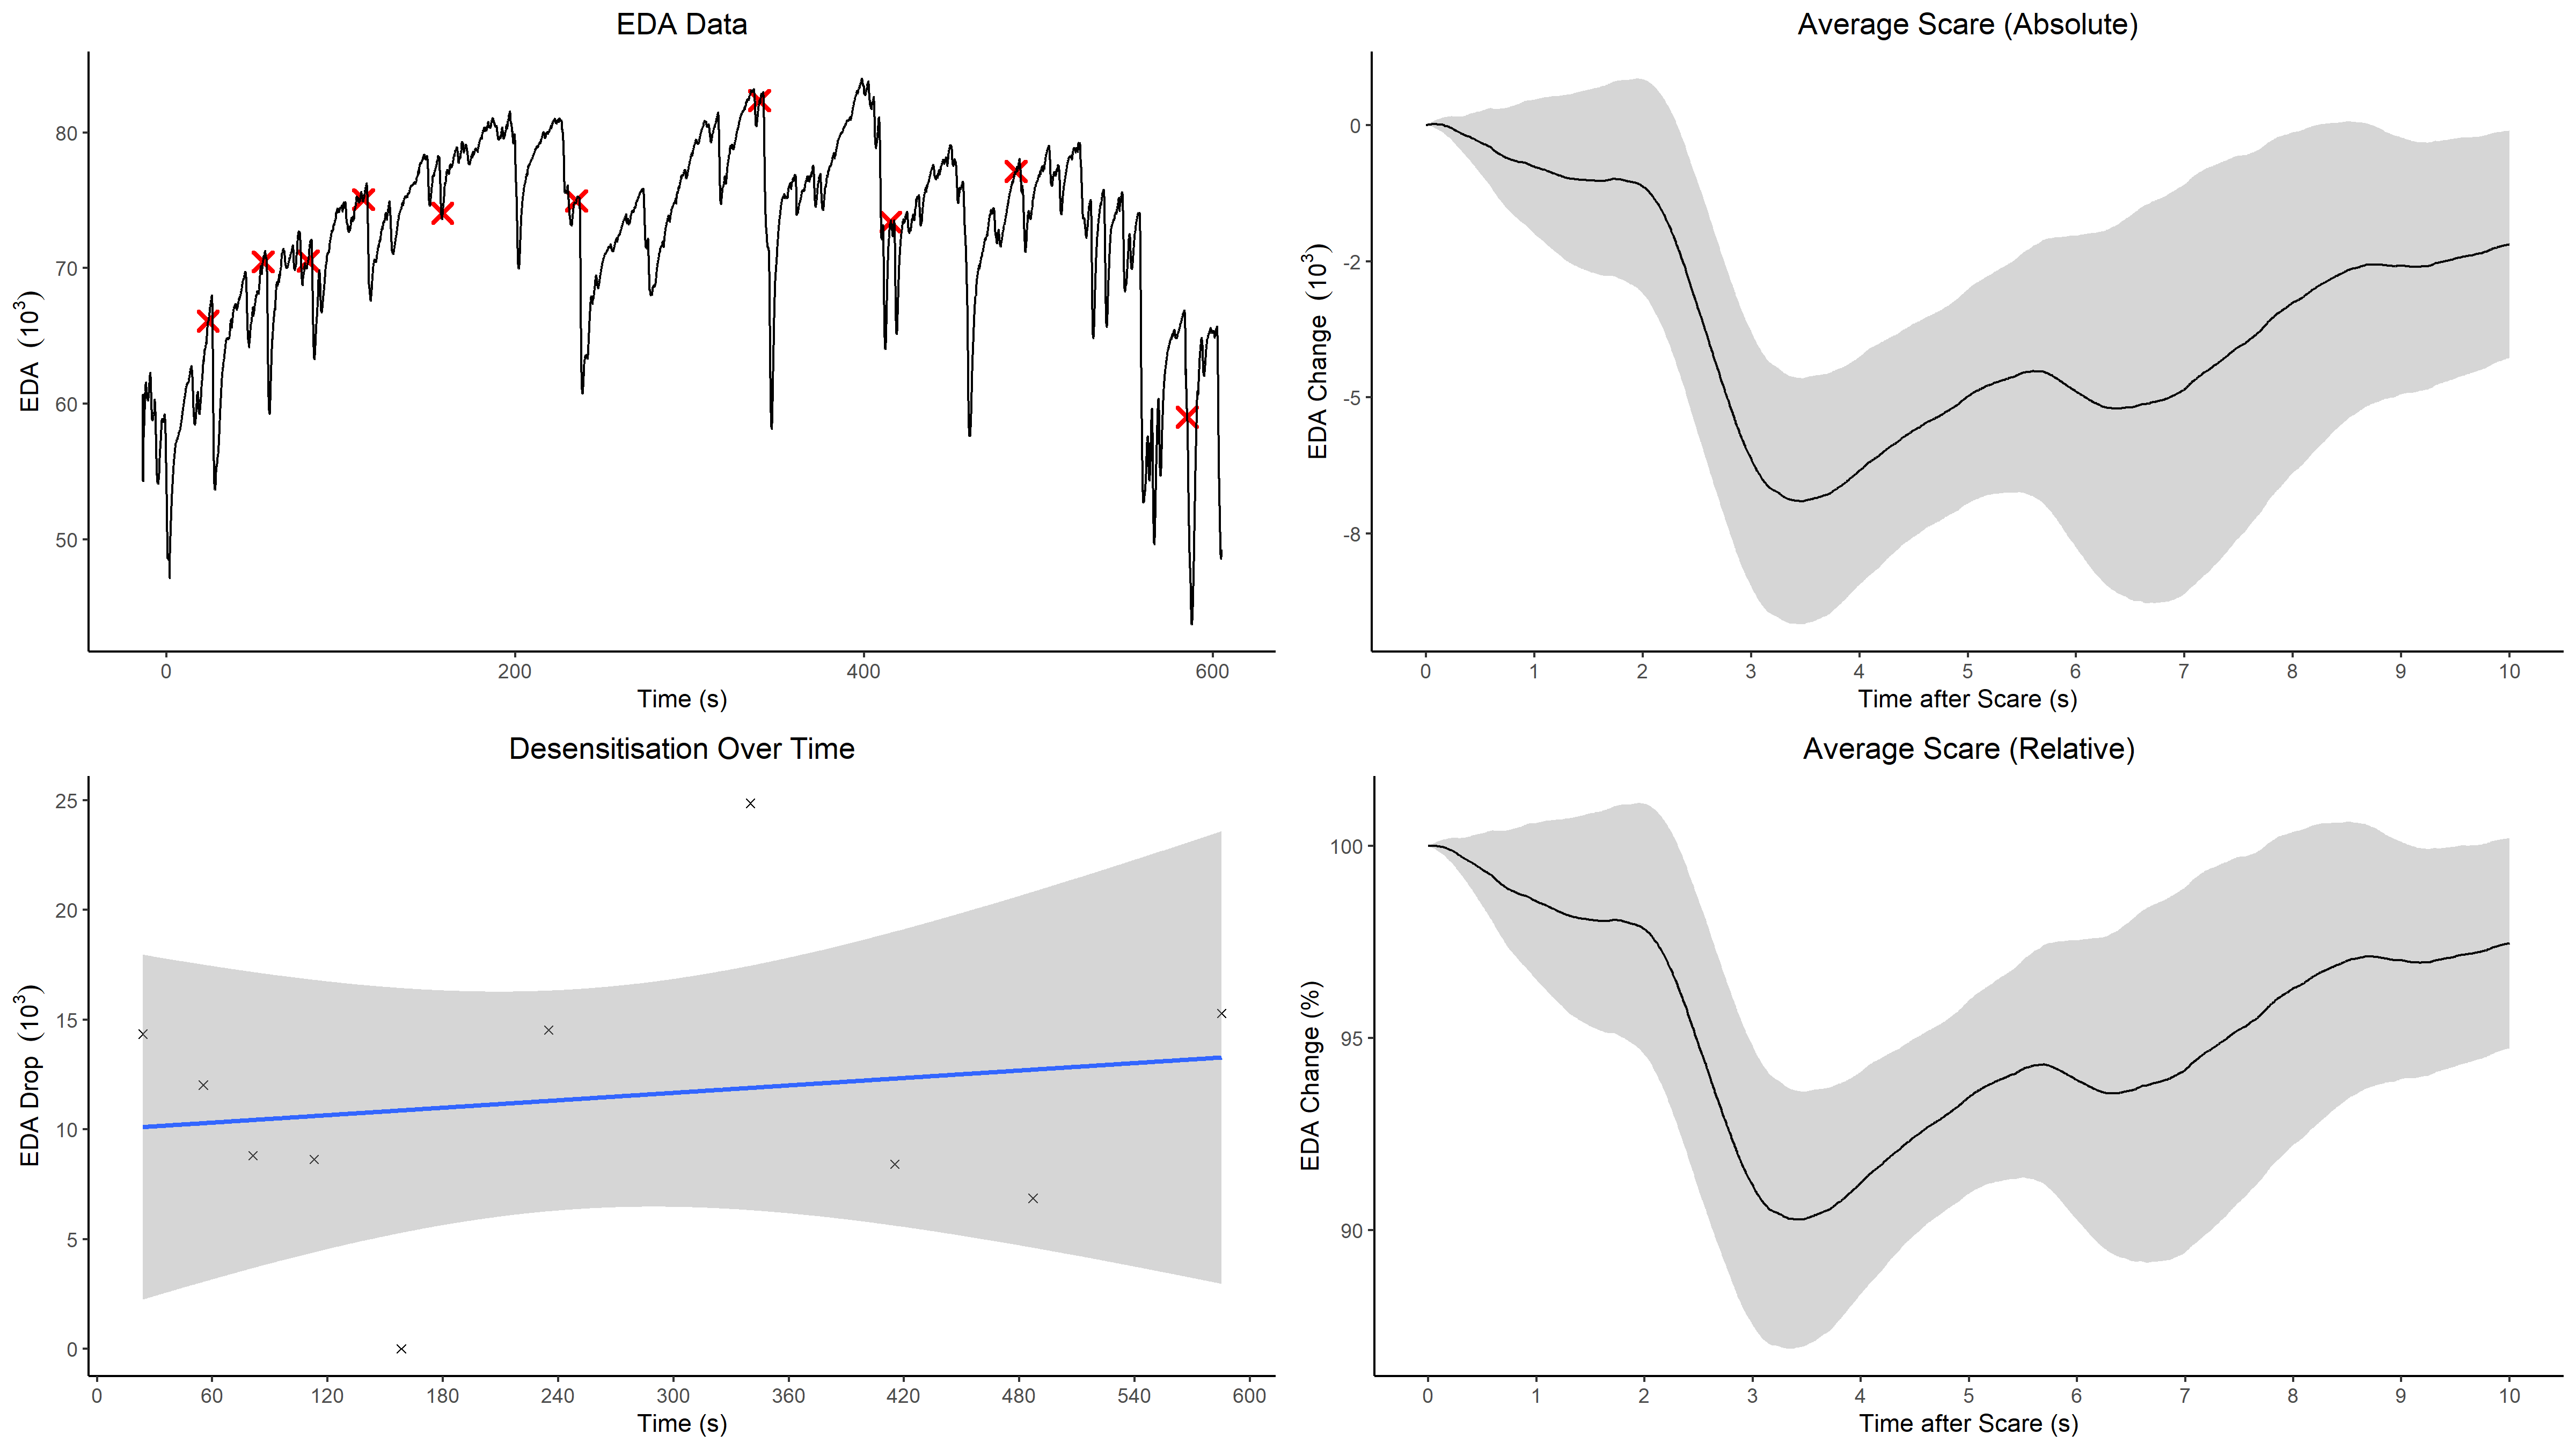 EDA Data
EDA (10³)
80
70
60
50
0 200 400 600
Time (s)
Average Scare (Absolute)
EDA Change (10³)
0
-2
-5
-8
0 1 2 3 4 5 6 7 8 9 10
Time after Scare (s)
Desensitisation Over Time
EDA Drop (10³)
25
20
15
10
5
0
0 60 120 180 240 300 360 420 480 540 600
Time (s)
Average Scare (Relative)
EDA Change (%)
100
95
90
0 1 2 3 4 5 6 7 8 9 10
Time after Scare (s)